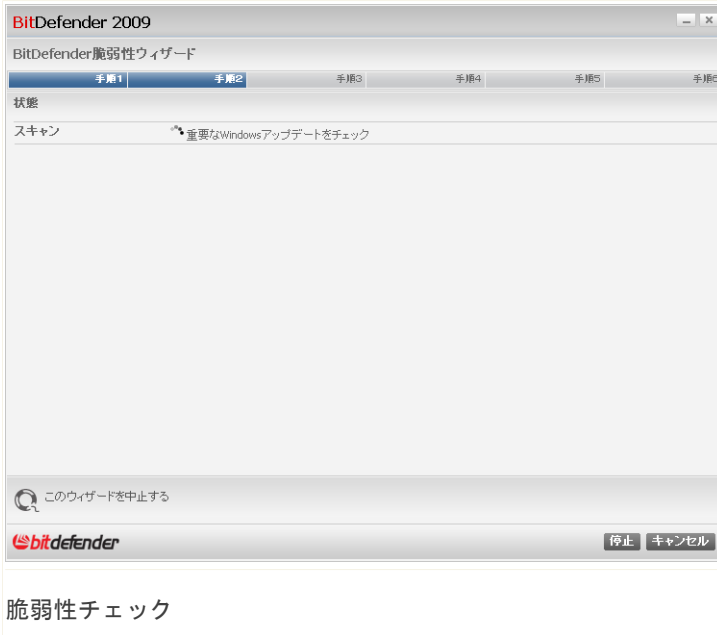 BitDefender 2009
BitDefender脆弱性ウィザード
手順1 手順2 手順3 手順4 手順5 手順6
状態
スキャン 重要なWindowsアップデートをチェック
このウィザードを中止する
bitdefender 停止 キャンセル
脆弱性チェック